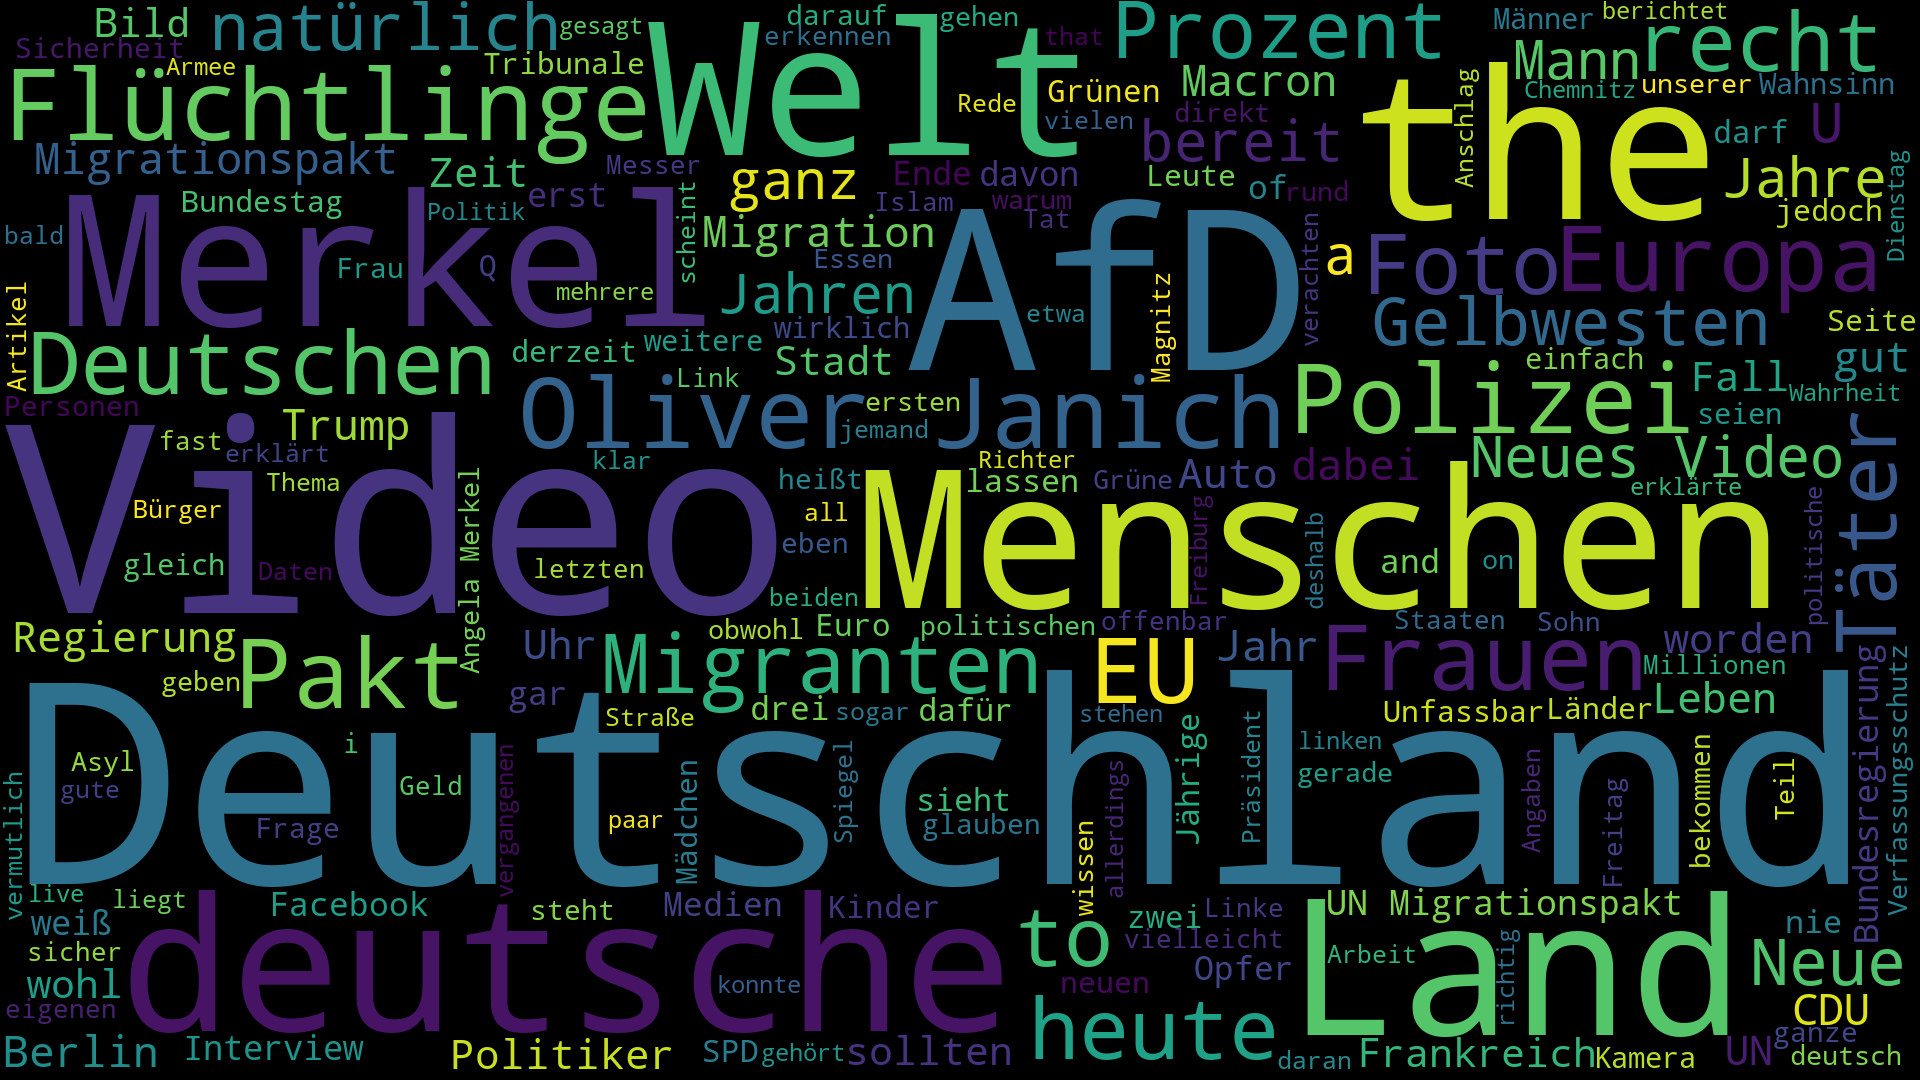 Bild
natürlich
gesagt
Welt
darauf
gehen
erkennen
that
Prozent
Männer
berichtet
Mann
recht
Sicherheit
Armee
Flüchtlinge
Tribunale
Rede
Grünen
vielen
Macron
direkt
the
Anschlag
Chemnitz
unserer
Wahnsinn
darf
U
Migrationspakt
Zeit
Messer
erst
ganz
Ende
davon
bereit
Leute
of
rund
Jahre
jedoch
Dienstag
Bundestag
Politik
Islam
warum
Tat
bald
Merkel
Frau
Q
scheint
Migration
AfD
verachten
a
Foto
Europa
mehrere
Essen
Jahren
etwa
Magnitz
Gelbwesten
Seite
Artikel
Deutschen
derzeit
weitere
wirklich
Stadt
einfach
gut
Personen
Link
Oliver Janich
Polizei
Fall
Wahrheit
seien
Trump
ersten
jemand
fast
erklärt
klar
Richter
Grüne
Auto
dabei
Neues Video
Täter
Video
Thema
Angela Merkel
heißt
Menschen
lassen
erklärte
politische
Bürger
all
eben
Freiburg
deshalb
and
on
gleich
Daten
letzten
beiden
Regierung
Pakt
Uhr
obwohl
Euro
politischen
offenbar
Staaten
Sohn
worden
Migranten
EU
Jahr
Frauen
Millionen
geben
gar
drei
sogar
dafür
stehen
Unfassbar
Länder
Leben
Straße
Deutschland
i
Asyl
gute
Geld
Frage
vergangenen
paar
Mädchen
Spiegel
sieht
glauben
wissen
allerdings
Jährige
Präsident
linken
gerade
Angaben
Freitag
bekommen
Teil
Bundesregierung
Verfassungsschutz
vermutlich
live
liegt
weiß
Facebook
steht
Medien
Kinder
zwei
Linke
UN Migrationspakt
nie
sicher
deutsche
to
vielleicht
Arbeit
richtig
Land
Neue
wohl
konnte
neuen
Opfer
eigenen
heute
CDU
ganze
Berlin
Interview
Politiker
SPD
gehört
sollten
daran
Frankreich
Kamera
UN
deutsch